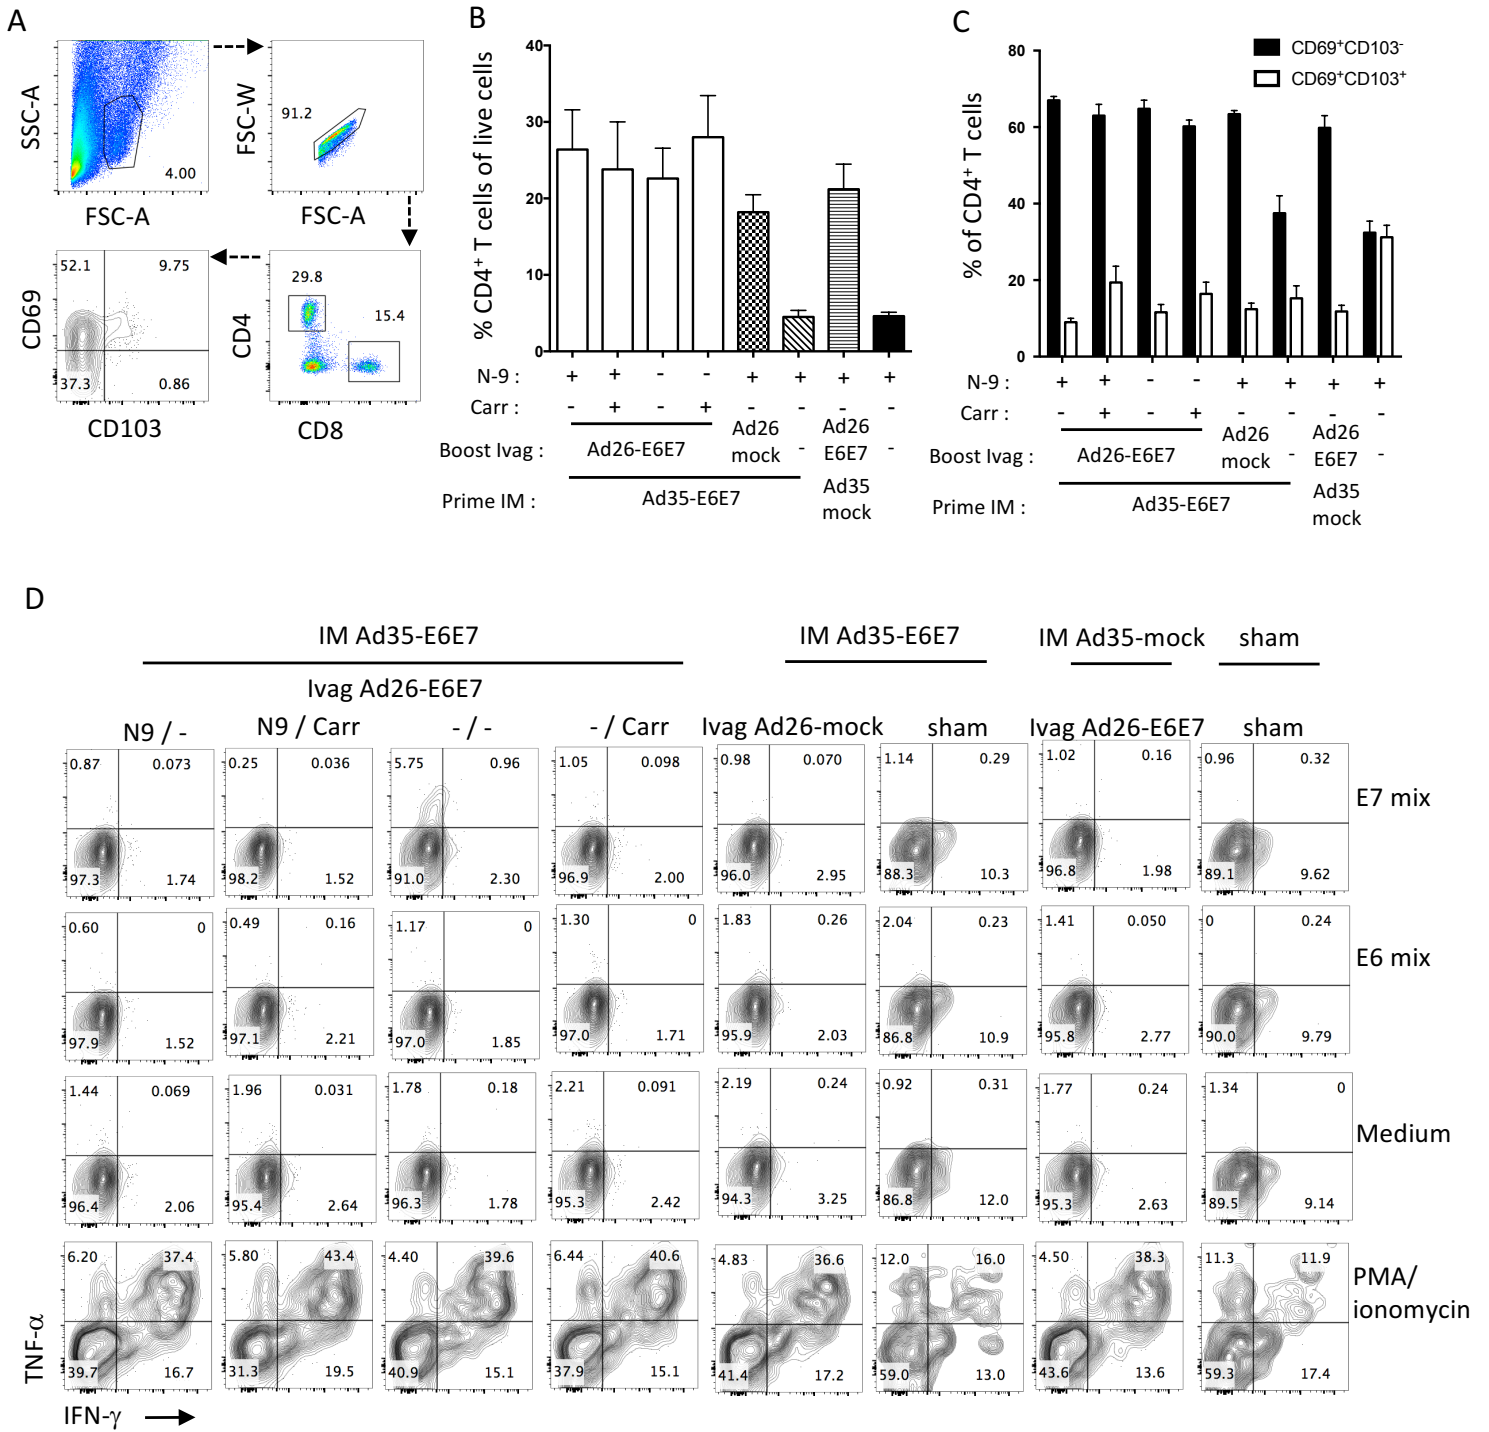 A
SSC-A
4.00
FSC-A
FSC-W
91.2
FSC-A
CD69
52.1 9.75
37.3 0.86
CD103
CD4
29.8
15.4
CD8
B
% CD4+ T cells of live cells
40
30
20
10
0
N-9 : + + - - + + + +
Carr : - + - + - - - -
Boost Ivag : Ad26-E6E7 Ad26 mock - Ad26 E6E7 -
Prime IM : Ad35-E6E7 Ad35 mock
C
CD69+CD103-
CD69+CD103+
% of CD4+ T cells
80
60
40
20
0
N-9 : + + - - + + + +
Carr : - + - + - - - -
Boost Ivag : Ad26-E6E7 Ad26 mock - Ad26 E6E7 -
Prime IM : Ad35-E6E7 Ad35 mock
D
IM Ad35-E6E7 IM Ad35-E6E7 IM Ad35-mock sham
Ivag Ad26-E6E7
N9 / - N9 / Carr - / - - / Carr Ivag Ad26-mock sham Ivag Ad26-E6E7 sham
0.87 0.073 0.25 0.036 5.75 0.96 1.05 0.098 0.98 0.070 1.14 0.29 1.02 0.16 0.96 0.32
E7 mix
97.3 1.74 98.2 1.52 91.0 2.30 96.9 2.00 96.0 2.95 88.3 10.3 96.8 1.98 89.1 9.62
0.60 0 0.49 0.16 1.17 0 1.30 0 1.83 0.26 2.04 0.23 1.41 0.050 0 0.24
E6 mix
97.9 1.52 97.1 2.21 97.0 1.85 97.0 1.71 95.9 2.03 86.8 10.9 95.8 2.77 90.0 9.79
1.44 0.069 1.96 0.031 1.78 0.18 2.21 0.091 2.19 0.24 0.92 0.31 1.77 0.24 1.34 0
Medium
96.4 2.06 95.4 2.64 96.3 1.78 95.3 2.42 94.3 3.25 86.8 12.0 95.3 2.63 89.5 9.14
6.20 37.4 5.80 43.4 4.40 39.6 6.44 40.6 4.83 36.6 12.0 16.0 4.50 38.3 11.3 11.9
PMA/
ionomycin
39.7 16.7 31.3 19.5 40.9 15.1 37.9 15.1 41.4 17.2 59.0 13.0 43.6 13.6 59.3 17.4
TNF-α
IFN-γ